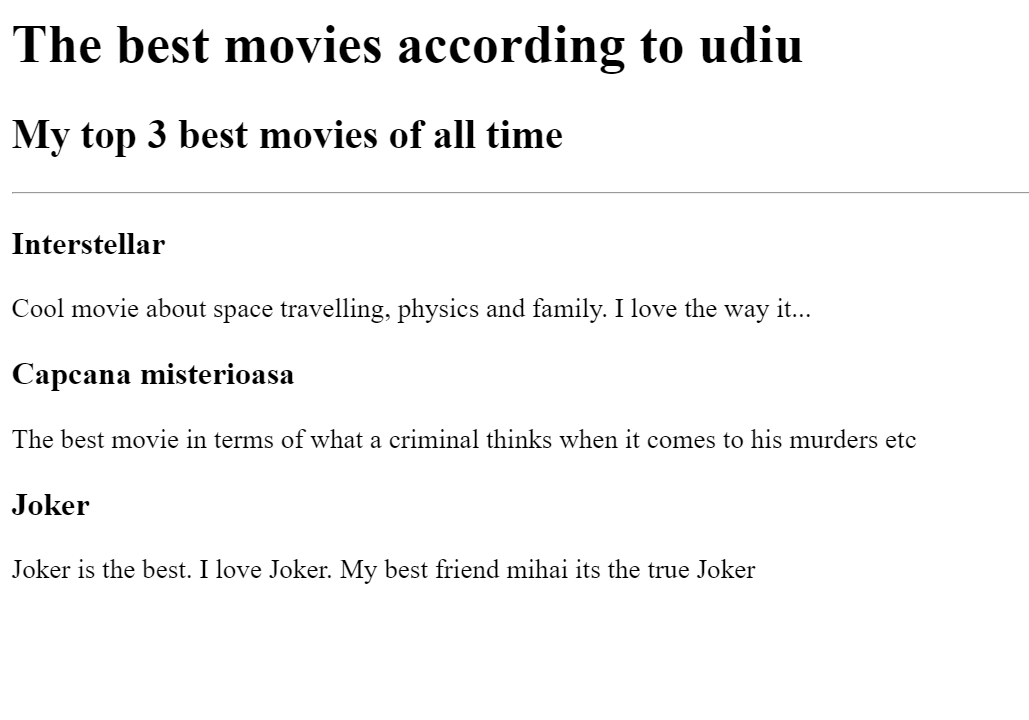 The best movies according to udiu
My top 3 best movies of all time
Interstellar
Cool movie about space travelling, physics and family. I love the way it...
Capcana misterioasa
The best movie in terms of what a criminal thinks when it comes to his murders etc
Joker
Joker is the best. I love Joker. My best friend mihai its the true Joker